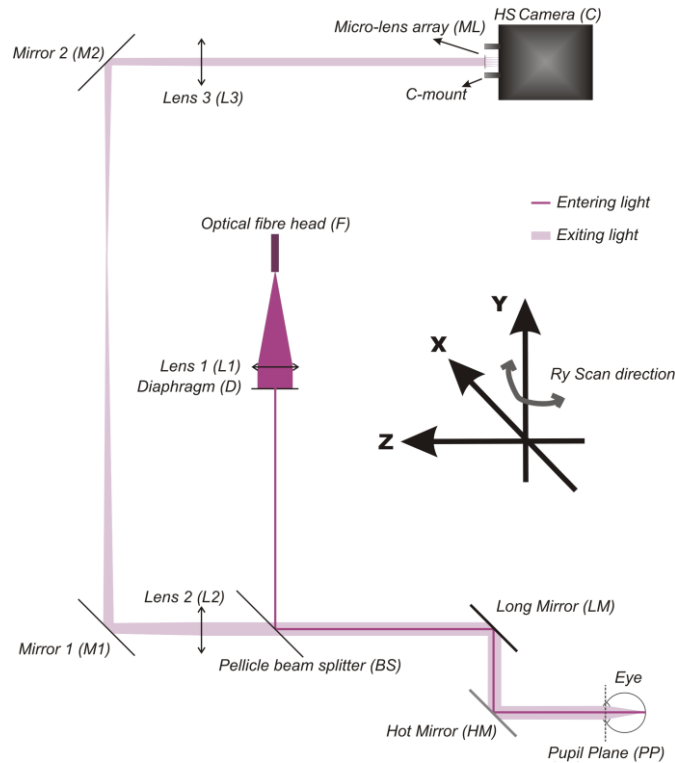 HS Camera (C)
Micro-lens array (ML)
Mirror 2 (M2)
Lens 3 (L3)
C-mount
Entering light
Exiting light
Optical fibre head (F)
Y
X
Ry Scan direction
Lens 1 (L1)
Diaphragm (D)
Z
Lens 2 (L2)
Long Mirror (LM)
Mirror 1 (M1)
Pellicle beam splitter (BS)
Eye
Hot Mirror (HM)
Pupil Plane (PP)